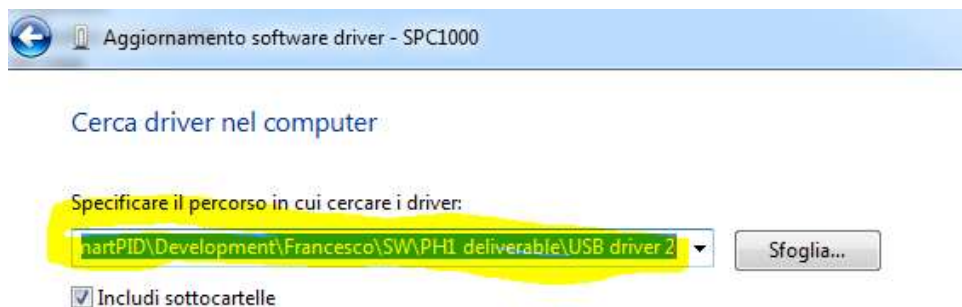 Aggiornamento software driver - SPC1000
Cerca driver nel computer
Specificare il percorso in cui cercare i driver:
nartPID\Development\Francesco\SW\PH1 deliverable\USB driver 2
Sfoglia...
Includi sottocartelle